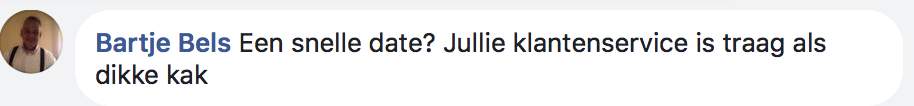 Bartje Bels Een snelle date? Jullie klantenservice is traag als
dikke kak